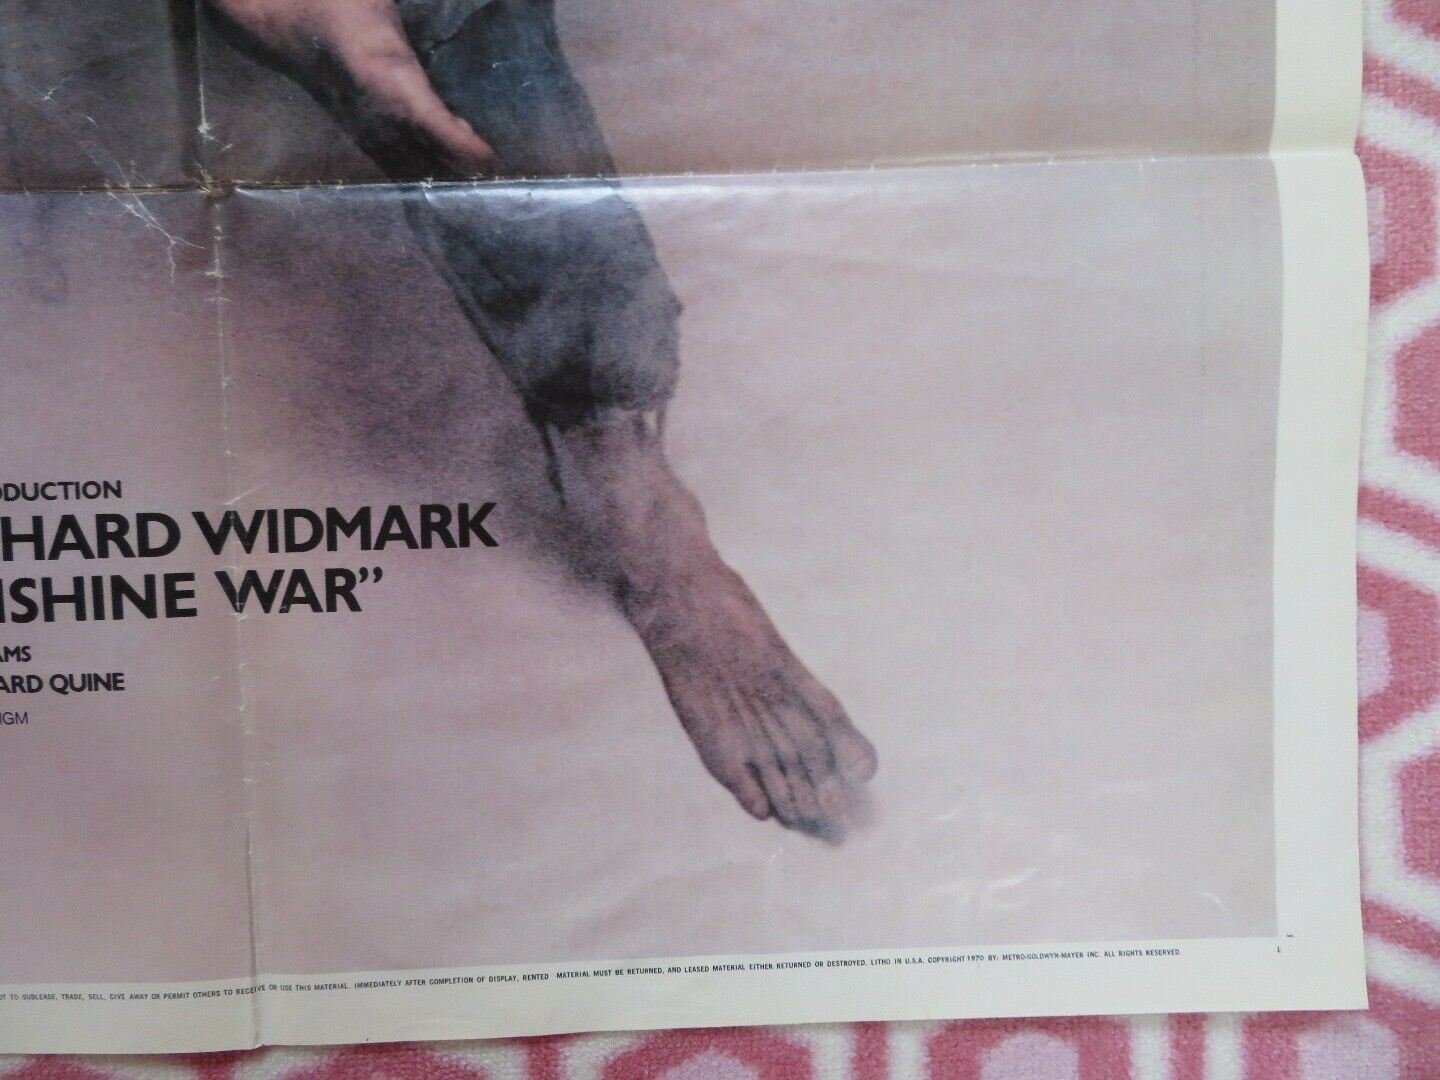 ODUCTION
HARD WIDMARK
ISHINE WAR”
AMS
ARD QUINE
IGM
OT TO SUBLEASE, TRADE, SELL, GIVE AWAY OR PERMIT OTHERS TO RECEIVE OR USE THIS MATERIAL. IMMEDIATELY AFTER COMPLETION OF DISPLAY, RENTED MATERIAL MUST BE RETURNED, AND LEASED MATERIAL EITHER RETURNED OR DESTROYED. LITHO IN U.S.A. COPYRIGHT 1970 BY: METRO-GOLDWYN-MAYER INC. ALL RIGHTS RESERVED.